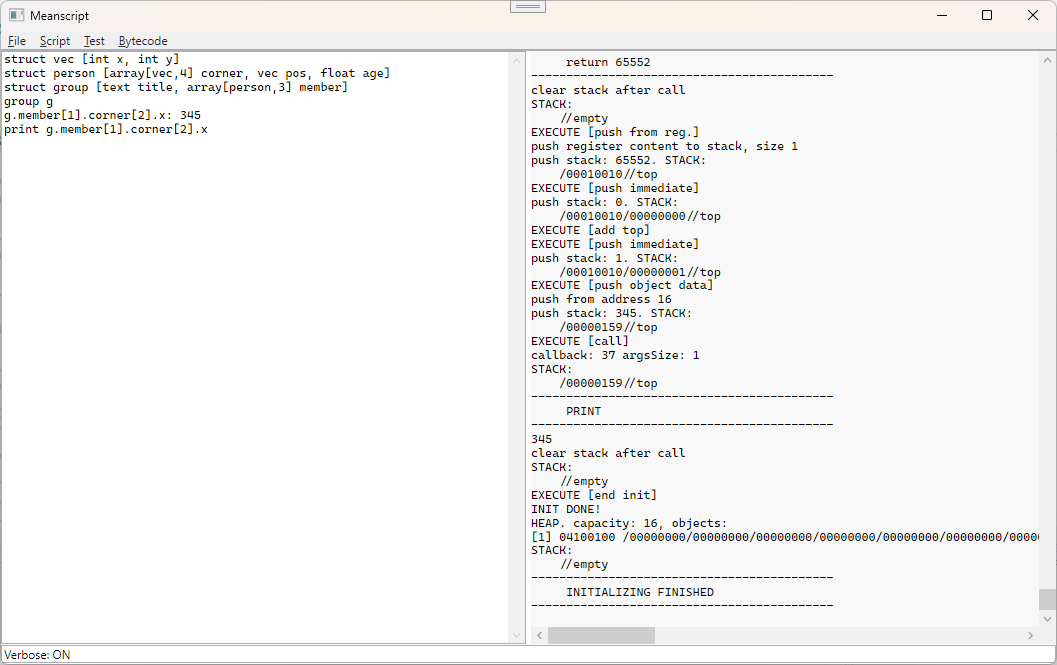 Meanscript
File Script Test Bytecode
struct vec [int x, int y]
struct person [array[vec,4] corner, vec pos, float age]
struct group [text title, array[person,3] member]
group g
g.member[1].corner[2].x: 345
print g.member[1].corner[2].x
return 65552
-------------------------------------------
clear stack after call
STACK:
//empty
EXECUTE [push from reg.]
push register content to stack, size 1
push stack: 65552. STACK:
/00010010//top
EXECUTE [push immediate]
push stack: 0. STACK:
/00010010/00000000//top
EXECUTE [add top]
EXECUTE [push immediate]
push stack: 1. STACK:
/00010010/00000001//top
EXECUTE [push object data]
push from address 16
push stack: 345. STACK:
/00000159//top
EXECUTE [call]
callback: 37 argsSize: 1
STACK:
/00000159//top
-------------------------------------------
PRINT
-------------------------------------------
345
clear stack after call
STACK:
//empty
EXECUTE [end init]
INIT DONE!
HEAP. capacity: 16, objects:
[1] 04100100 /00000000/00000000/00000000/00000000/00000000/00000000/0000
STACK:
//empty
-------------------------------------------
INITIALIZING FINISHED
-------------------------------------------
Verbose: ON